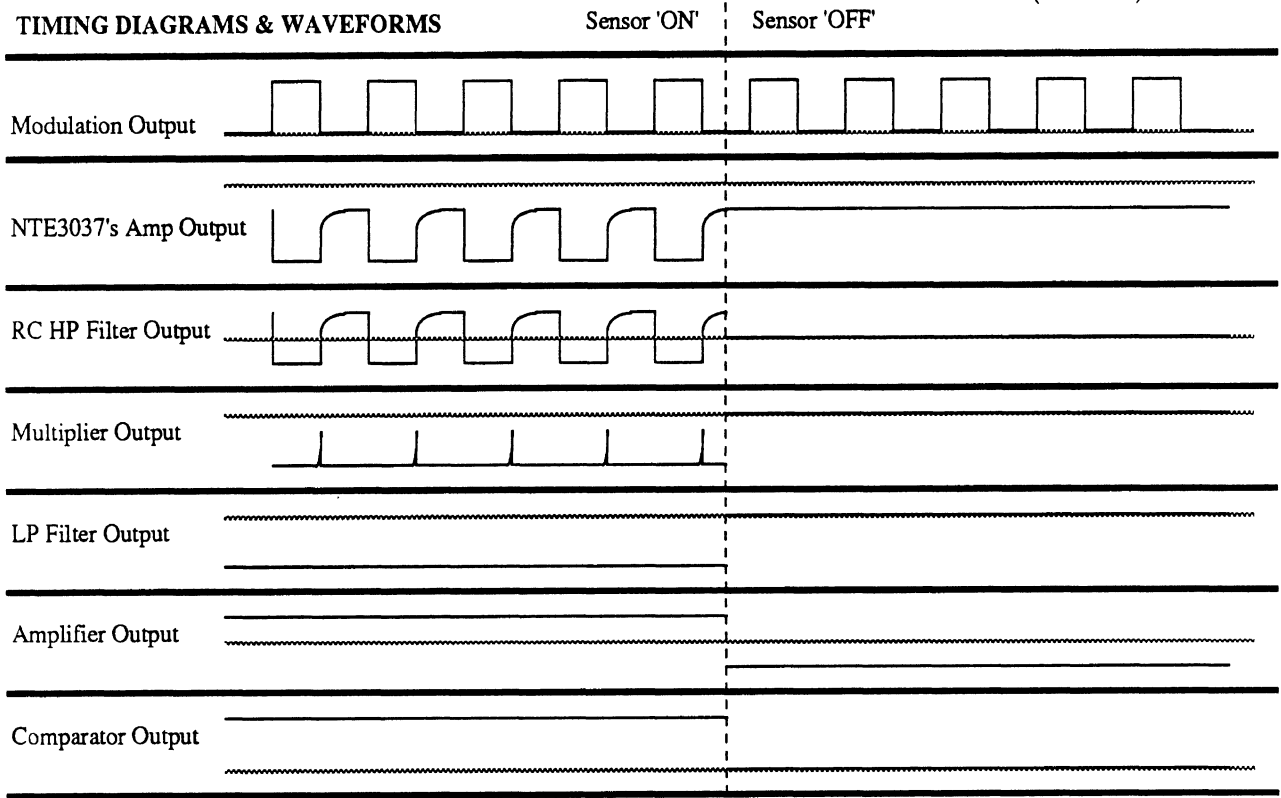 TIMING DIAGRAMS & WAVEFORMS
Sensor 'ON'
Sensor 'OFF'
Modulation Output
NTE3037's Amp Output
RC HP Filter Output
Multiplier Output
LP Filter Output
Amplifier Output
Comparator Output